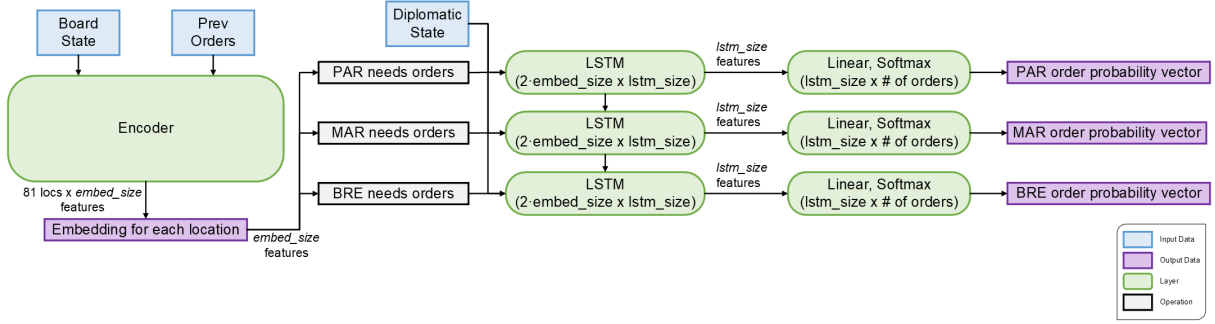 Board
State
Prev
Orders
Diplomatic
State
Encoder
81 locs x embed_size
features
Embedding for each location
embed_size
features
PAR needs orders
MAR needs orders
BRE needs orders
LSTM
(2·embed_size x lstm_size)
LSTM
(2·embed_size x lstm_size)
LSTM
(2·embed_size x lstm_size)
lstm_size
features
lstm_size
features
lstm_size
features
Linear, Softmax
(lstm_size x # of orders)
Linear, Softmax
(lstm_size x # of orders)
Linear, Softmax
(lstm_size x # of orders)
PAR order probability vector
MAR order probability vector
BRE order probability vector
Input Data
Output Data
Layer
Operation